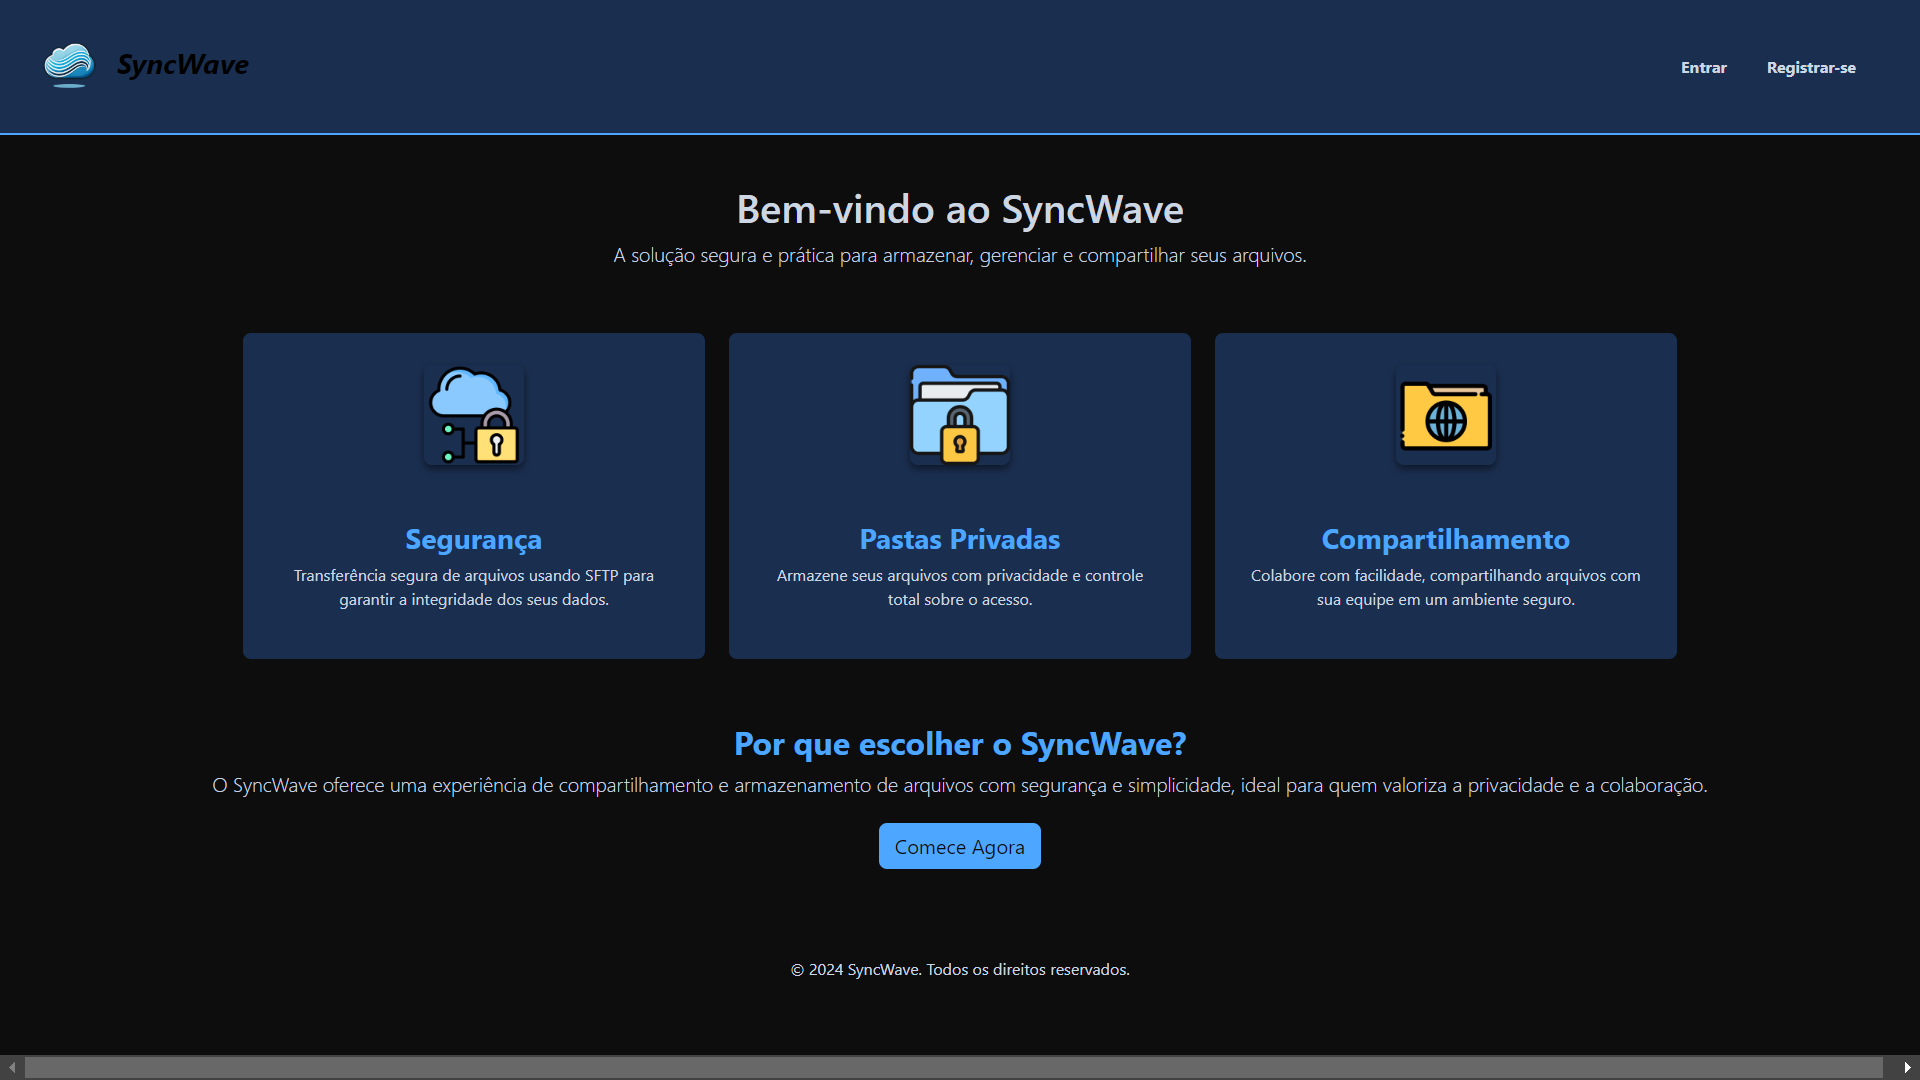 SyncWave
Entrar
Registrar-se
Bem-vindo ao SyncWave
A solução segura e prática para armazenar, gerenciar e compartilhar seus arquivos.
Segurança
Transferência segura de arquivos usando SFTP para
garantir a integridade dos seus dados.
Pastas Privadas
Armazene seus arquivos com privacidade e controle
total sobre o acesso.
Compartilhamento
Colabore com facilidade, compartilhando arquivos com
sua equipe em um ambiente seguro.
Por que escolher o SyncWave?
O SyncWave oferece uma experiência de compartilhamento e armazenamento de arquivos com segurança e simplicidade, ideal para quem valoriza a privacidade e a colaboração.
Comece Agora
© 2024 SyncWave. Todos os direitos reservados.